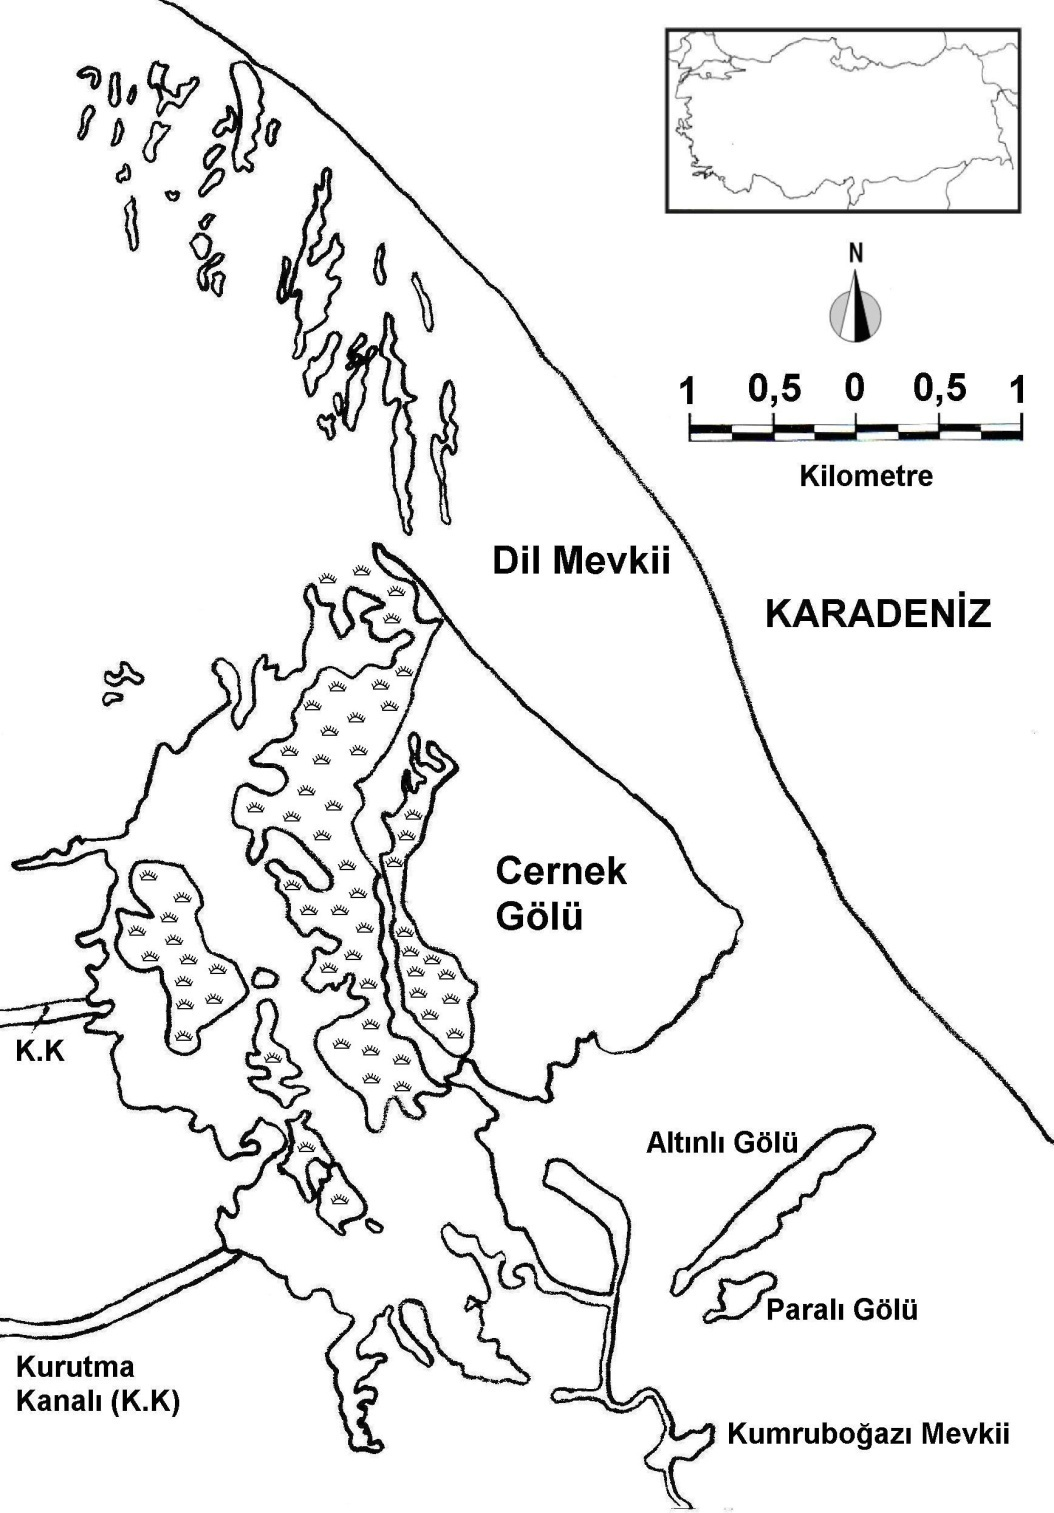 N
1 0,5 0 0,5 1
Kilometre
Dil Mevkii
KARADENİZ
Cernek
Gölü
K.K
Altınlı Gölü
Paralı Gölü
Kurutma
Kanalı (K.K)
Kumruboğazı Mevkii